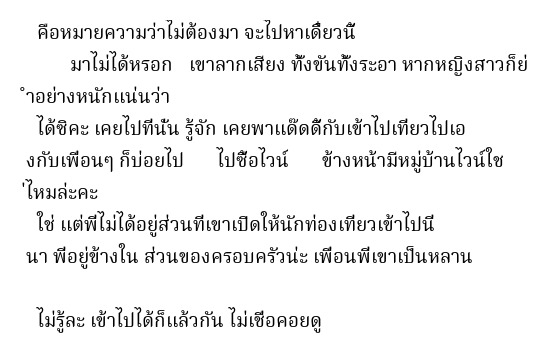 คือหมายความว่าไม่ต้องมา จะไปหาเดี๋ยวนี้
มาไม่ได้หรอก เขาลากเสียง ทั้งขันทั้งระอา หากหญิงสาวก็ย่
ำอย่างหนักแน่นว่า
ได้ซิคะ เคยไปที่นั่น รู้จัก เคยพาแด๊ดดี้กับเข้าไปเที่ยวไปเอ
งกับเพื่อนๆ ก็บ่อยไป ไปซื้อไวน์ ข้างหน้ามีหมู่บ้านไวน์ใช
่ไหมล่ะคะ
ใช่ แต่พี่ไม่ได้อยู่ส่วนที่เขาเปิดให้นักท่องเที่ยวเข้าไปนี่
นา พี่อยู่ข้างใน ส่วนของครอบครัวน่ะ เพื่อนพี่เขาเป็นหลาน
ไม่รู้ละ เข้าไปได้ก็แล้วกัน ไม่เชื่อคอยดู